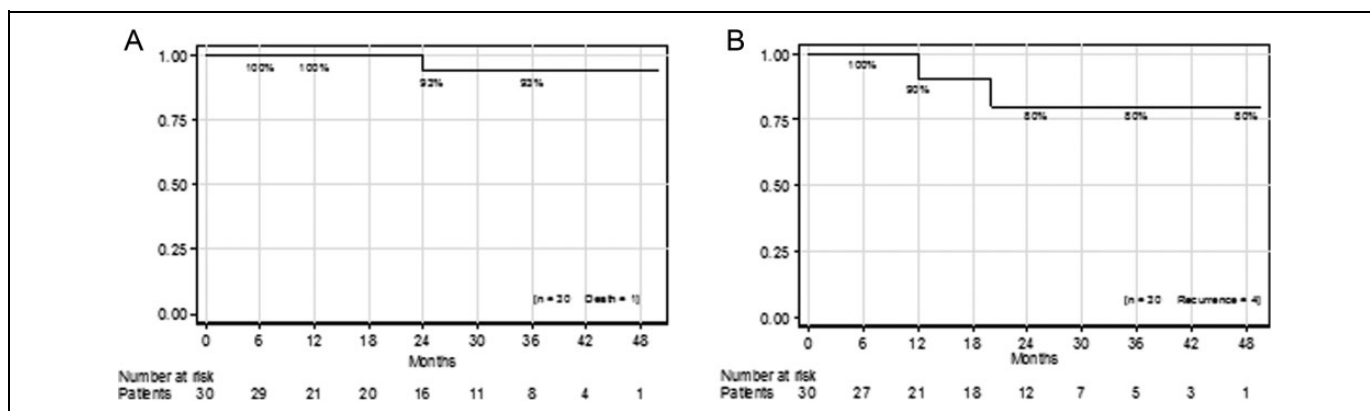 A
1.00
100% 100% 93% 93%
0.75
0.50
0.25
[n = 30 Death = 1]
0.00
0 6 12 18 24 30 36 42 48
Months
Number at risk
Patients 30 29 21 20 16 11 8 4 1
B
1.00
100%
90%
80% 80% 80%
0.75
0.50
0.25
[n = 30 Recurrence = 4]
0.00
0 6 12 18 24 30 36 42 48
Months
Number at risk
Patients 30 27 21 18 12 7 5 3 1